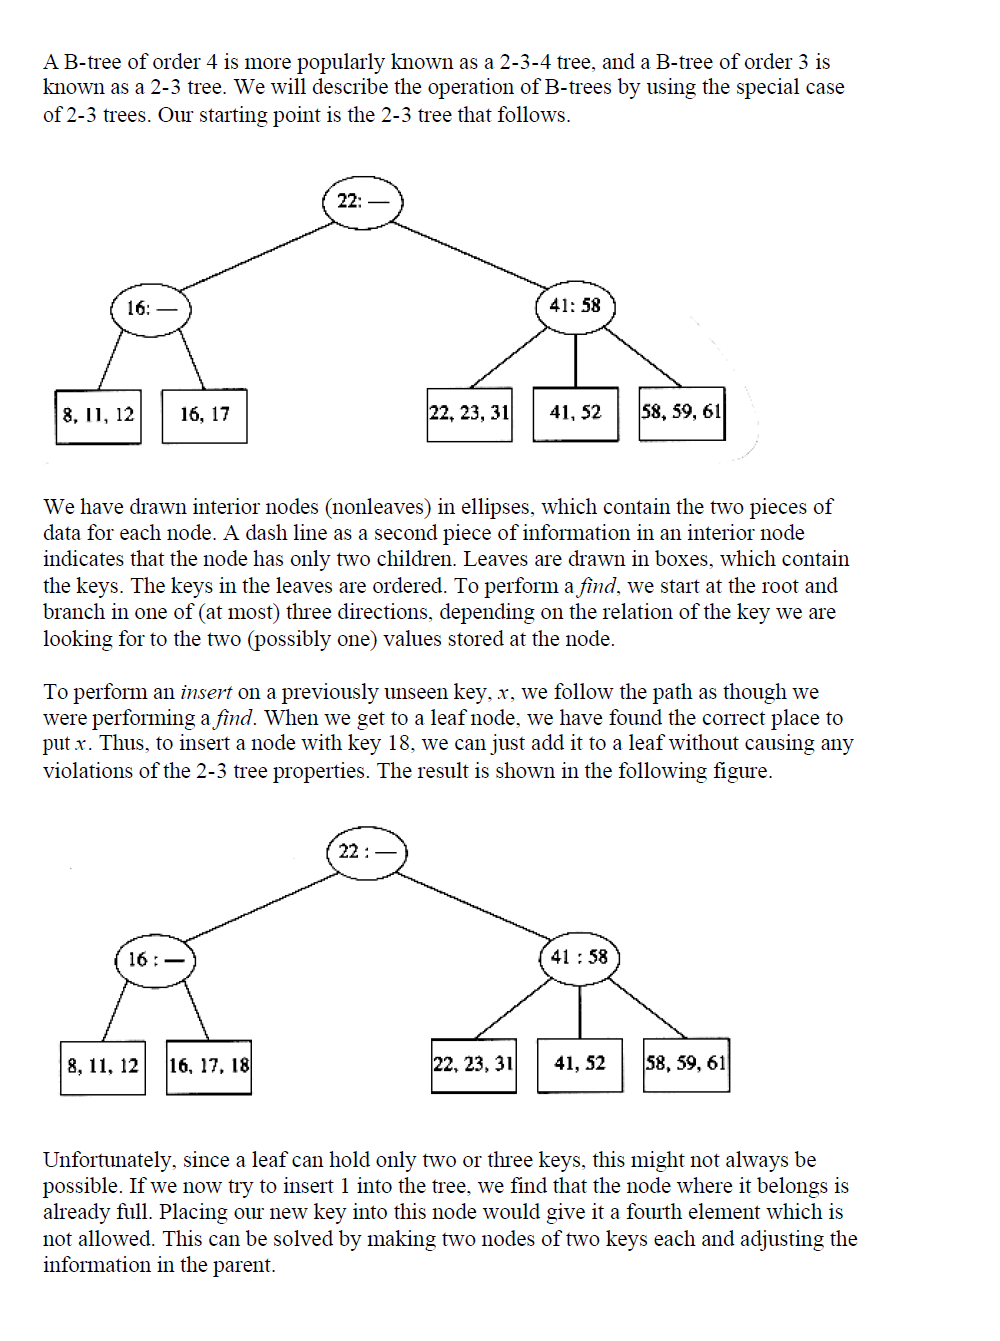 A B-tree of order 4 is more popularly known as a 2-3-4 tree, and a B-tree of order 3 is
known as a 2-3 tree. We will describe the operation of B-trees by using the special case
of 2-3 trees. Our starting point is the 2-3 tree that follows.
22: —
16: —
41: 58
8, 11, 12
16, 17
22, 23, 31
41, 52
58, 59, 61
We have drawn interior nodes (nonleaves) in ellipses, which contain the two pieces of
data for each node. A dash line as a second piece of information in an interior node
indicates that the node has only two children. Leaves are drawn in boxes, which contain
the keys. The keys in the leaves are ordered. To perform a find, we start at the root and
branch in one of (at most) three directions, depending on the relation of the key we are
looking for to the two (possibly one) values stored at the node.
To perform an insert on a previously unseen key, x, we follow the path as though we
were performing a find. When we get to a leaf node, we have found the correct place to
put x. Thus, to insert a node with key 18, we can just add it to a leaf without causing any
violations of the 2-3 tree properties. The result is shown in the following figure.
22 : —
16 : —
41 : 58
8, 11, 12
16, 17, 18
22, 23, 31
41, 52
58, 59, 61
Unfortunately, since a leaf can hold only two or three keys, this might not always be
possible. If we now try to insert 1 into the tree, we find that the node where it belongs is
already full. Placing our new key into this node would give it a fourth element which is
not allowed. This can be solved by making two nodes of two keys each and adjusting the
information in the parent.